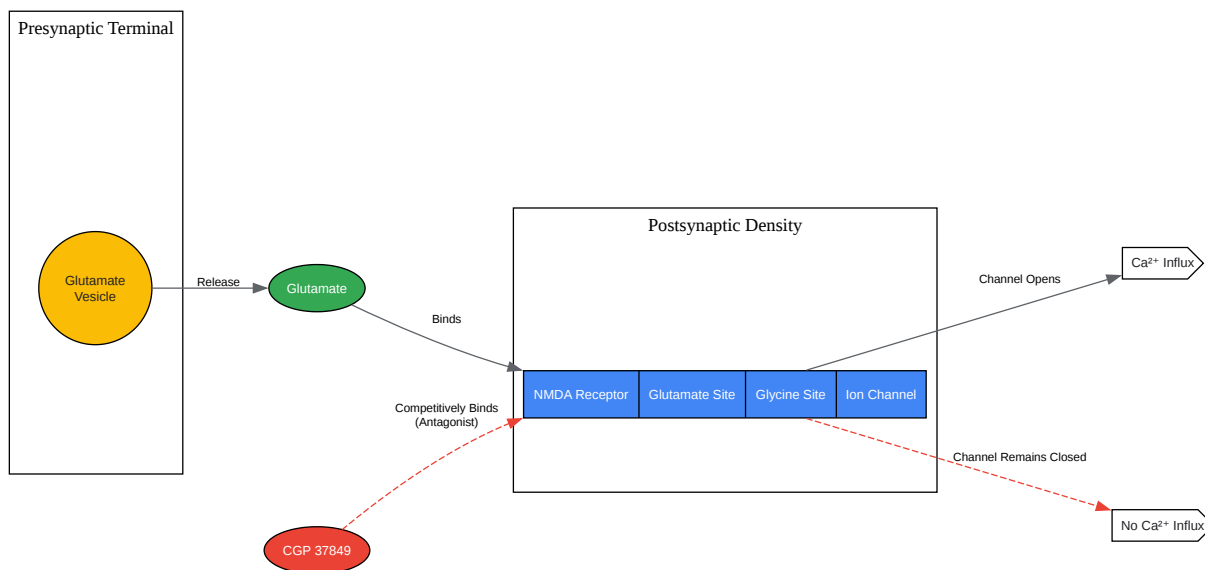 Presynaptic Terminal
Glutamate
Vesicle
Release
Glutamate
Binds
Competitively Binds
(Antagonist)
CGP 37849
Postsynaptic Density
NMDA Receptor
Glutamate Site
Glycine Site
Ion Channel
Channel Opens
Ca²⁺ Influx
Channel Remains Closed
No Ca²⁺ Influx